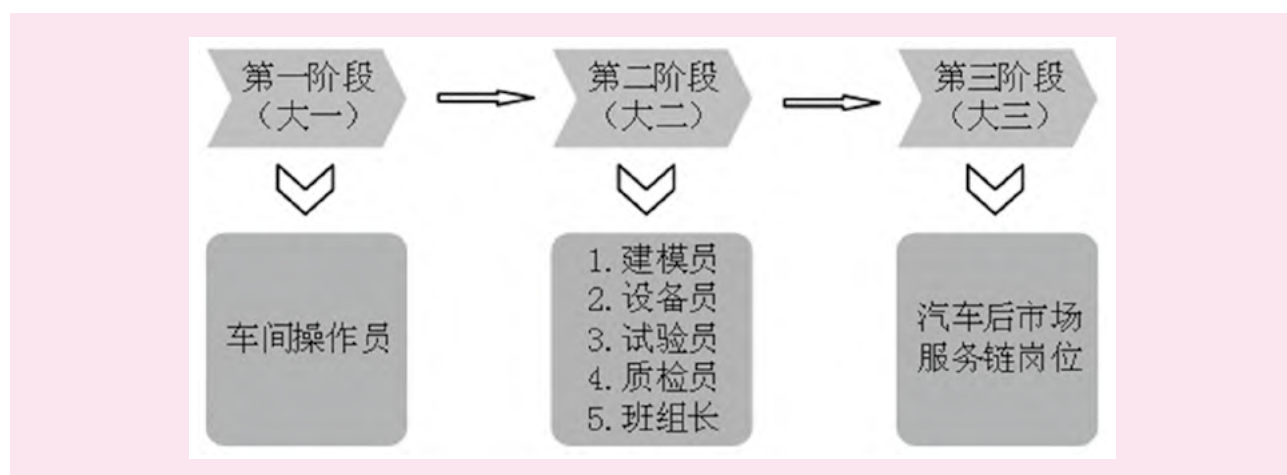 第一阶段
（大一）
第二阶段
（大二）
第三阶段
（大三）
车间操作员
1.建模员
2.设备员
3.试验员
4.质检员
5.班组长
汽车后市场
服务链岗位